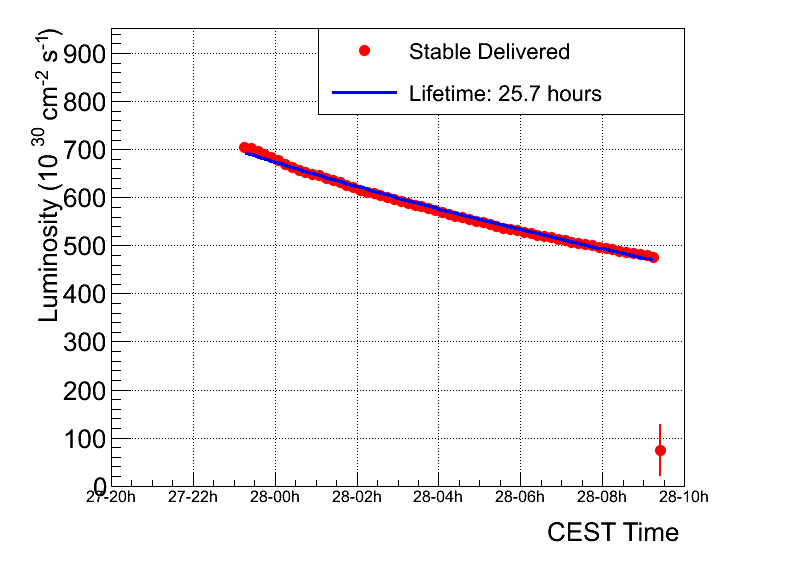 Stable Delivered
Lifetime: 25.7 hours
Luminosity (10^30 cm^-2 s^-1)
900
800
700
600
500
400
300
200
100
0
27-20h 27-22h 28-00h 28-02h 28-04h 28-06h 28-08h 28-10h
CEST Time